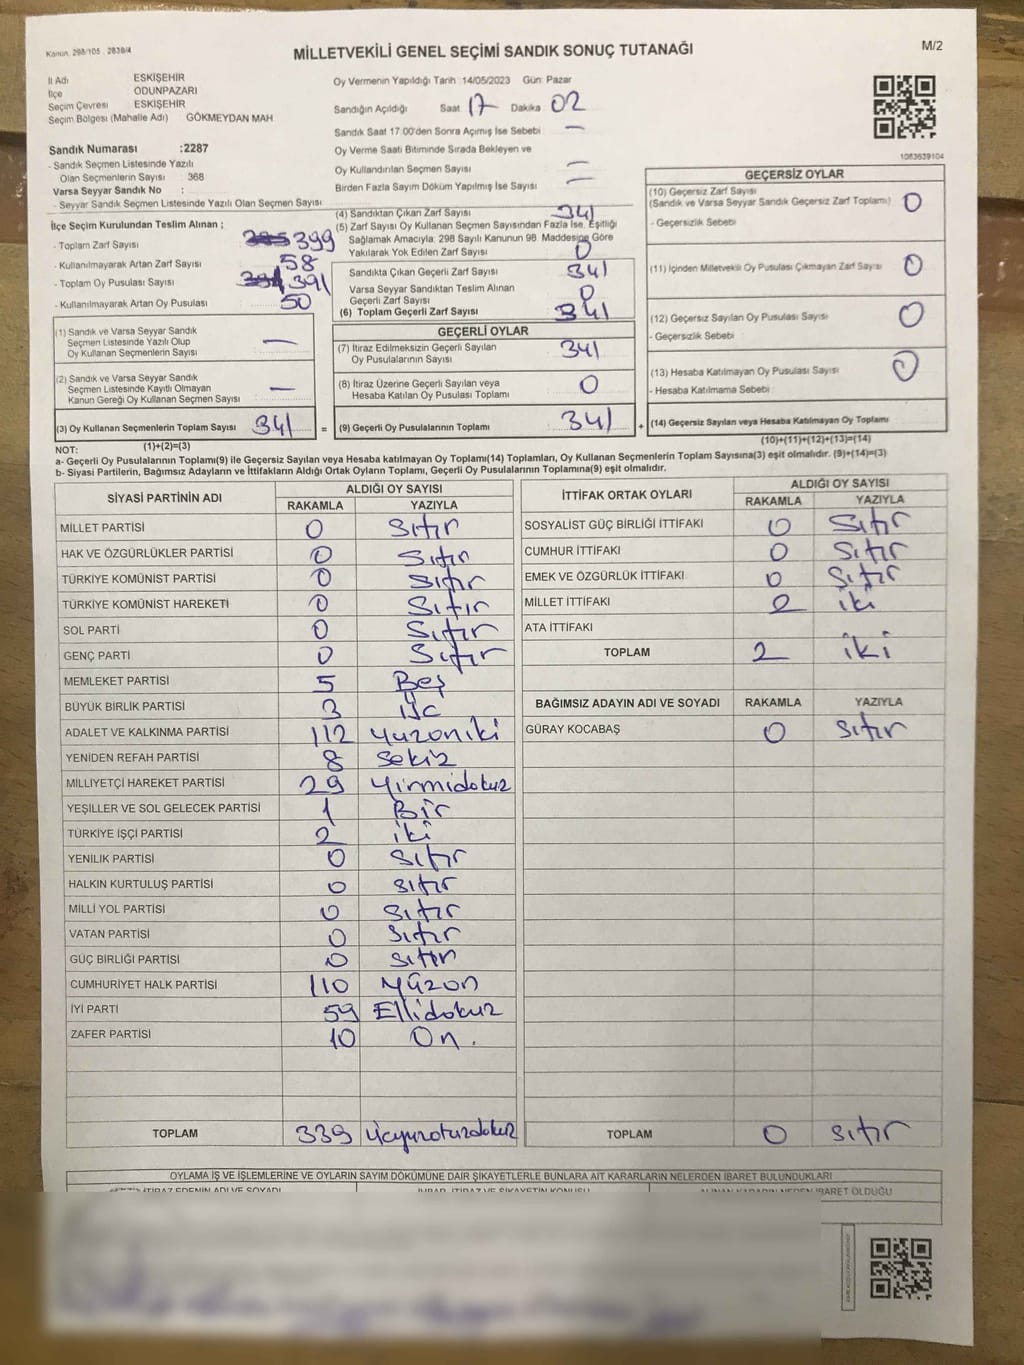 Kanun. 298/105 . 2839/4
MİLLETVEKİLİ GENEL SEÇİMİ SANDIK SONUÇ TUTANAĞI
M/2
İl Adı ESKİŞEHİR
İlçe ODUNPAZARI
Seçim Çevresi ESKİŞEHİR
Seçim Bölgesi (Mahalle Adı) GÖKMEYDAN MAH.
Oy Vermenin Yapıldığı Tarih :14/05/2023 Gün: Pazar
Sandığın Açıldığı Saat 17 Dakika 02
Sandık Saat 17.00'den Sonra Açımış İse Sebebi —
Oy Verme Saati Bitiminde Sırada Bekleyen ve
Oy Kullandırılan Seçmen Sayısı —
Birden Fazla Sayım Döküm Yapılmış İse Sayısı —
1083639104
Sandık Numarası :2287
- Sandık Seçmen Listesinde Yazılı
Olan Seçmenlerin Sayısı : 368
Varsa Seyyar Sandık No :
- Seyyar Sandık Seçmen Listesinde Yazılı Olan Seçmen Sayısı
İlçe Seçim Kurulundan Teslim Alınan ;
- Toplam Zarf Sayısı 399
- Kullanılmayarak Artan Zarf Sayısı 58
- Toplam Oy Pusulası Sayısı 391
- Kullanılmayarak Artan Oy Pusulası 50
(1) Sandık ve Varsa Seyyar Sandık
Seçmen Listesinde Yazılı Olup
Oy Kullanan Seçmenlerin Sayısı —
(2) Sandık ve Varsa Seyyar Sandık
Seçmen Listesinde Kayıtlı Olmayan
Kanun Gereği Oy Kullanan Seçmen Sayısı —
(3) Oy Kullanan Seçmenlerin Toplam Sayısı 341 =
(1)+(2)=(3)
(4) Sandıktan Çıkan Zarf Sayısı 341
(5) Zarf Sayısı Oy Kullanan Seçmen Sayısından Fazla İse, Eşitliği
Sağlamak Amacıyla, 298 Sayılı Kanunun 98. Maddesine Göre
Yakılarak Yok Edilen Zarf Sayısı 0
Sandıkta Çıkan Geçerli Zarf Sayısı 341
Varsa Seyyar Sandıktan Teslim Alınan
Geçerli Zarf Sayısı 0
(6) Toplam Geçerli Zarf Sayısı 341
GEÇERLİ OYLAR
(7) İtiraz Edilmeksizin Geçerli Sayılan
Oy Pusulalarının Sayısı 341
(8) İtiraz Üzerine Geçerli Sayılan veya
Hesaba Katılan Oy Pusulası Toplamı 0
(9) Geçerli Oy Pusulalarının Toplamı 341 +
GEÇERSİZ OYLAR
(10) Geçersiz Zarf Sayısı
(Sandık ve Varsa Seyyar Sandık Geçersiz Zarf Toplamı) 0
- Geçersizlik Sebebi
(11) İçinden Milletvekili Oy Pusulası Çıkmayan Zarf Sayısı 0
(12) Geçersiz Sayılan Oy Pusulası Sayısı 0
- Geçersizlik Sebebi
(13) Hesaba Katılmayan Oy Pusulası Sayısı 0
- Hesaba Katılmama Sebebi
(14) Geçersiz Sayılan veya Hesaba Katılmayan Oy Toplamı
(10)+(11)+(12)+(13)=(14)
NOT:
a- Geçerli Oy Pusulalarının Toplamı(9) ile Geçersiz Sayılan veya Hesaba katılmayan Oy Toplamı(14) Toplamları, Oy Kullanan Seçmenlerin Toplam Sayısına(3) eşit olmalıdır. (9)+(14)=(3)
b- Siyasi Partilerin, Bağımsız Adayların ve İttifakların Aldığı Ortak Oyların Toplamı, Geçerli Oy Pusulalarının Toplamına(9) eşit olmalıdır.
SİYASİ PARTİNİN ADI ALDIĞI OY SAYISI
RAKAMLA YAZIYLA
MİLLET PARTİSİ 0 Sıfır
HAK VE ÖZGÜRLÜKLER PARTİSİ 0 Sıfır
TÜRKİYE KOMÜNİST PARTİSİ 0 Sıfır
TÜRKİYE KOMÜNİST HAREKETİ 0 Sıfır
SOL PARTİ 0 Sıfır
GENÇ PARTİ 0 Sıfır
MEMLEKET PARTİSİ 5 Beş
BÜYÜK BİRLİK PARTİSİ 3 Üç
ADALET VE KALKINMA PARTİSİ 112 Yüzoniki
YENİDEN REFAH PARTİSİ 8 Sekiz
MİLLİYETÇİ HAREKET PARTİSİ 29 Yirmidokuz
YEŞİLLER VE SOL GELECEK PARTİSİ 1 Bir
TÜRKİYE İŞÇİ PARTİSİ 2 iki
YENİLİK PARTİSİ 0 Sıfır
HALKIN KURTULUŞ PARTİSİ 0 sıfır
MİLLİ YOL PARTİSİ 0 Sıfır
VATAN PARTİSİ 0 Sıfır
GÜÇ BİRLİĞİ PARTİSİ 0 sıfır
CUMHURİYET HALK PARTİSİ 110 Yüzon
İYİ PARTİ 59 Ellidokuz
ZAFER PARTİSİ 10 On.
TOPLAM 339 üçyüzotuzdokuz
İTTİFAK ORTAK OYLARI ALDIĞI OY SAYISI
RAKAMLA YAZIYLA
SOSYALİST GÜÇ BİRLİĞİ İTTİFAKI 0 Sıfır
CUMHUR İTTİFAKI 0 Sıfır
EMEK VE ÖZGÜRLÜK İTTİFAKI 0 Sıfır
MİLLET İTTİFAKI 2 iki
ATA İTTİFAKI
TOPLAM 2 iki
BAĞIMSIZ ADAYIN ADI VE SOYADI RAKAMLA YAZIYLA
GÜRAY KOCABAŞ 0 sıfır
TOPLAM 0 sıfır
OYLAMA İŞ VE İŞLEMLERİNE VE OYLARIN SAYIM DÖKÜMÜNE DAİR ŞİKAYETLERLE BUNLARA AİT KARARLARIN NELERDEN İBARET BULUNDUKLARI